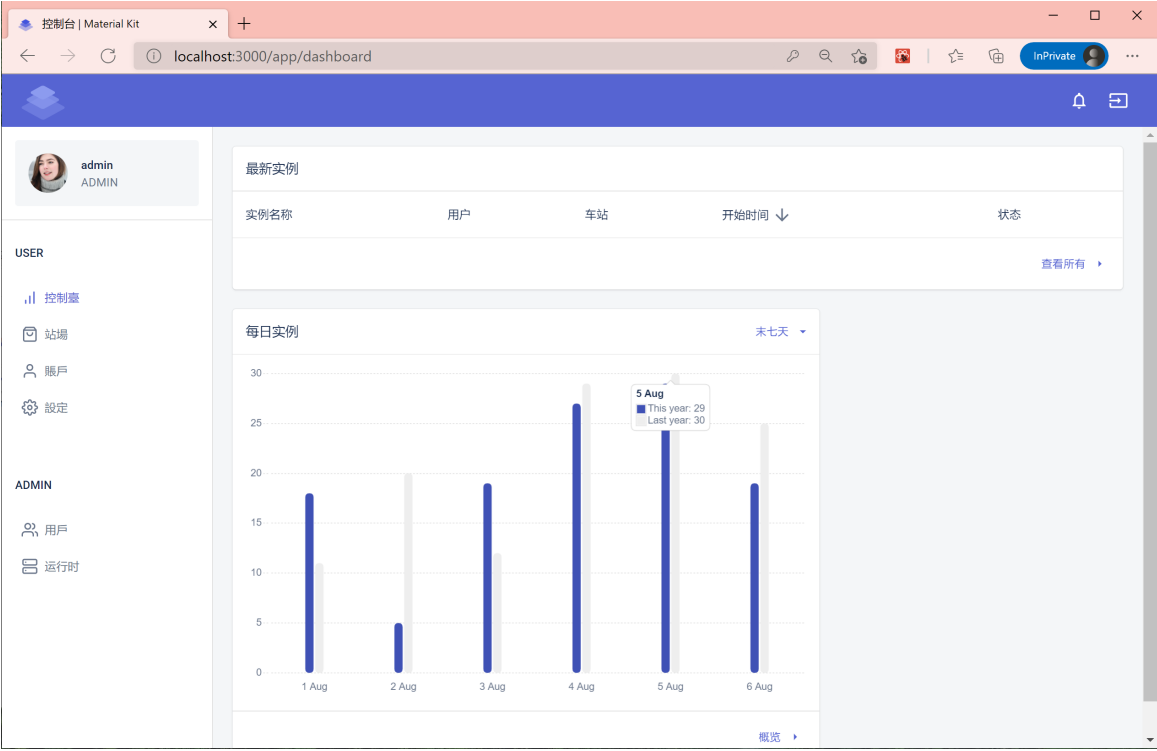 控制台 | Material Kit
localhost:3000/app/dashboard
InPrivate
admin
ADMIN
USER
控制臺
站場
賬戶
設定
ADMIN
用戶
运行时
最新实例
实例名称 用户 车站 开始时间 状态
查看所有
每日实例 末七天
30
25
20
15
10
5
0
5 Aug
This year: 29
Last year: 30
1 Aug 2 Aug 3 Aug 4 Aug 5 Aug 6 Aug
概览